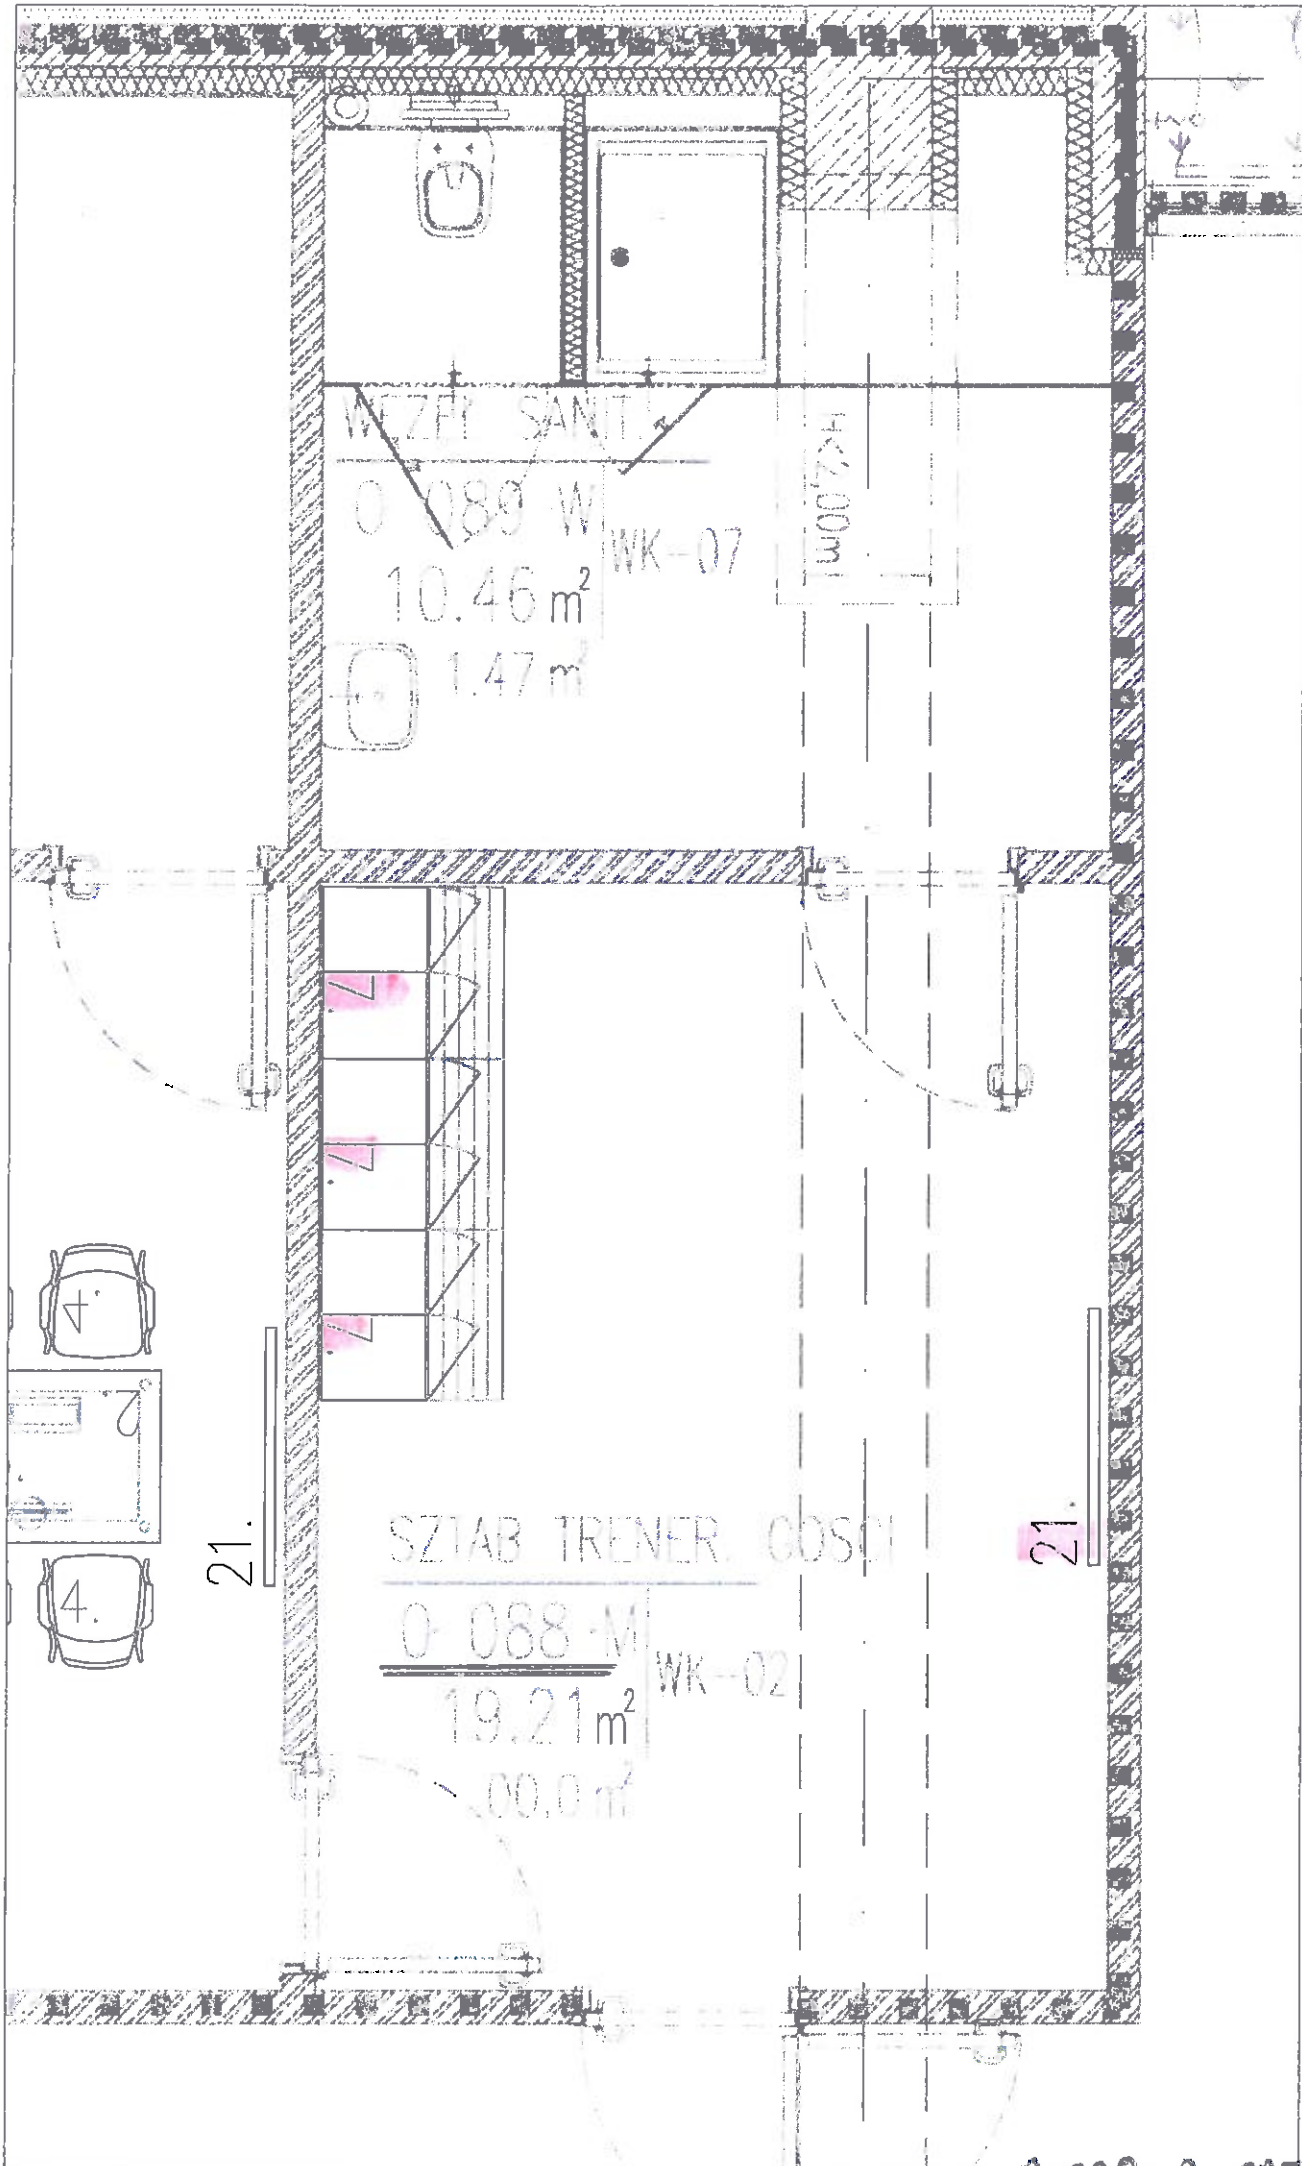 WĘZEŁ SANIT.
0 089 W
WK-07
10.46 m²
1.47 m
H<2,00m
7.
7.
7.
4.
4.
21.
21.
SZTAB TRENER. GOŚCI
0 088 M
WK-02
19.21 m²
00.0 m²